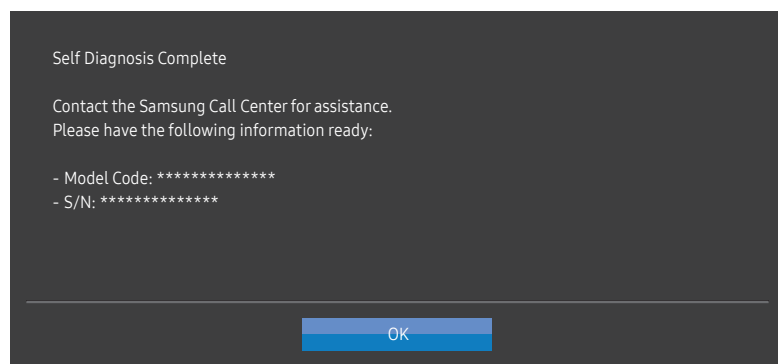 Self Diagnosis Complete
Contact the Samsung Call Center for assistance.
Please have the following information ready:
- Model Code: **************
- S/N: **************
OK